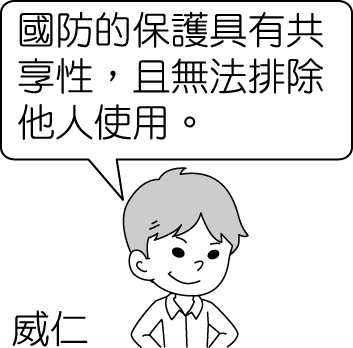 國防的保護具有共
享性，且無法排除
他人使用。
威仁